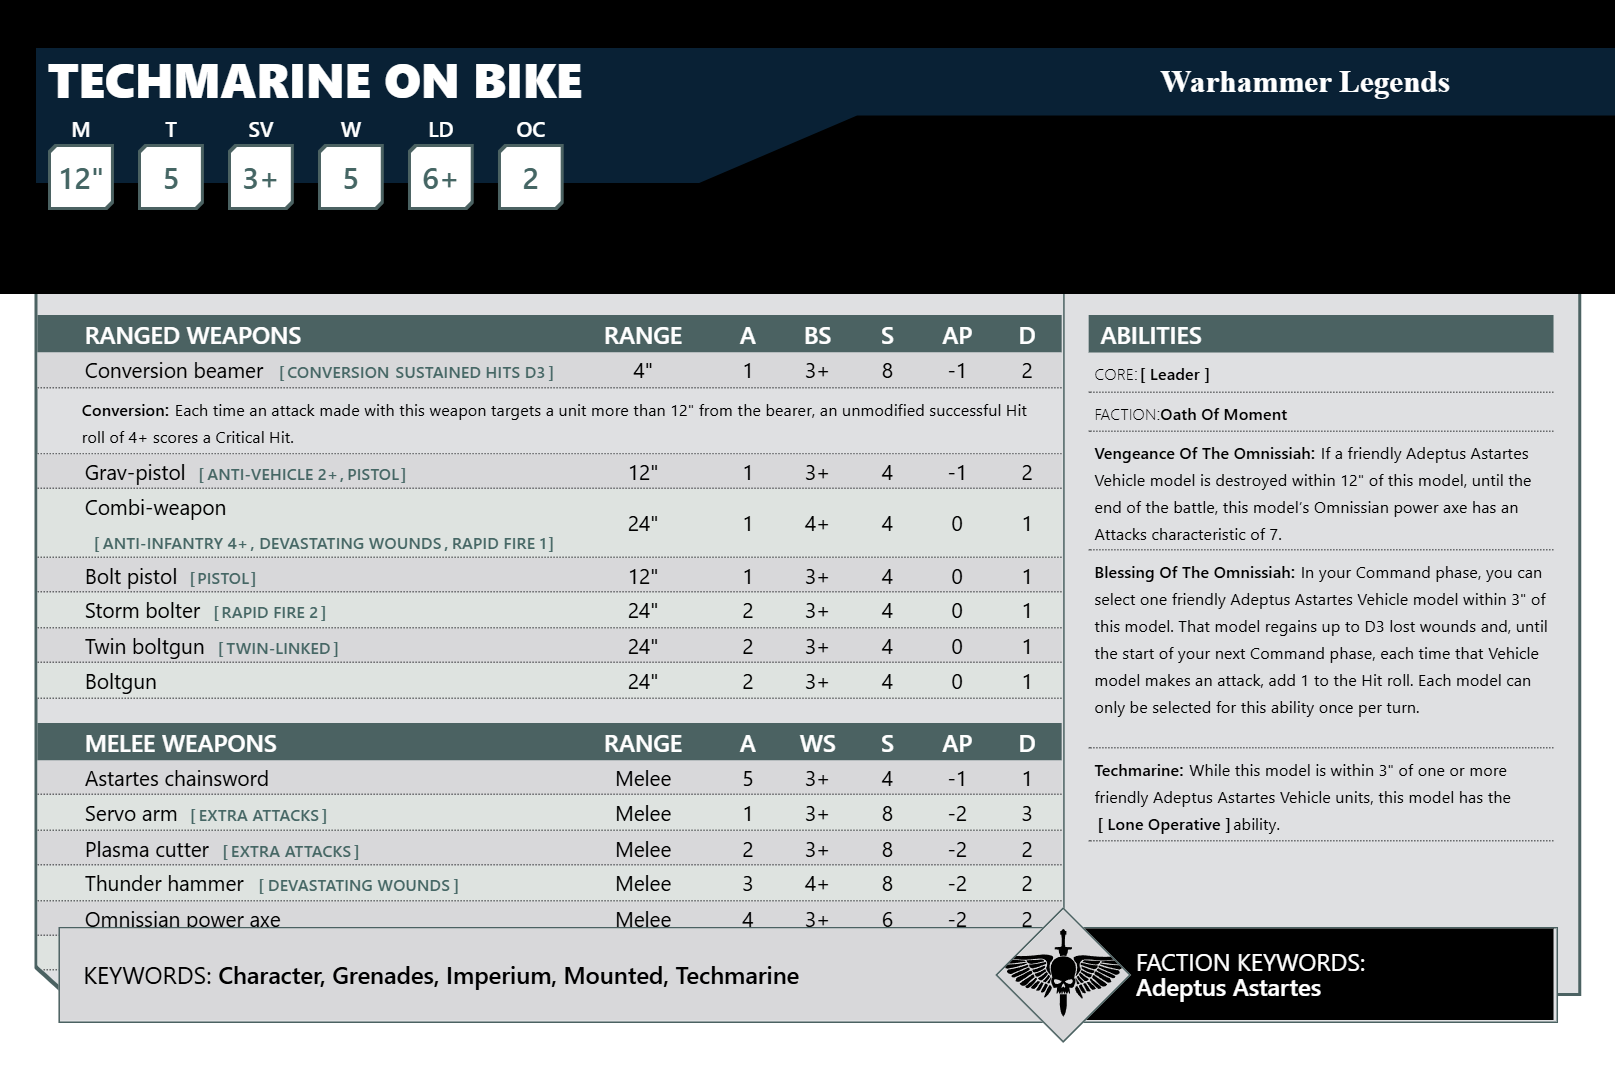 TECHMARINE ON BIKE
Warhammer Legends
M T SV W LD OC
12" 5 3+ 5 6+ 2
RANGED WEAPONS RANGE A BS S AP D
Conversion beamer [CONVERSION SUSTAINED HITS D3] 4" 1 3+ 8 -1 2
Conversion: Each time an attack made with this weapon targets a unit more than 12" from the bearer, an unmodified successful Hit
roll of 4+ scores a Critical Hit.
Grav-pistol [ANTI-VEHICLE 2+, PISTOL] 12" 1 3+ 4 -1 2
Combi-weapon
[ANTI-INFANTRY 4+, DEVASTATING WOUNDS, RAPID FIRE 1] 24" 1 4+ 4 0 1
Bolt pistol [PISTOL] 12" 1 3+ 4 0 1
Storm bolter [RAPID FIRE 2] 24" 2 3+ 4 0 1
Twin boltgun [TWIN-LINKED] 24" 2 3+ 4 0 1
Boltgun 24" 2 3+ 4 0 1
MELEE WEAPONS RANGE A WS S AP D
Astartes chainsword Melee 5 3+ 4 -1 1
Servo arm [EXTRA ATTACKS] Melee 1 3+ 8 -2 3
Plasma cutter [EXTRA ATTACKS] Melee 2 3+ 8 -2 2
Thunder hammer [DEVASTATING WOUNDS] Melee 3 4+ 8 -2 2
Omnissian power axe Melee 4 3+ 6 -2 2
ABILITIES
CORE: [ Leader ]
FACTION: Oath Of Moment
Vengeance Of The Omnissiah: If a friendly Adeptus Astartes
Vehicle model is destroyed within 12" of this model, until the
end of the battle, this model's Omnissian power axe has an
Attacks characteristic of 7.
Blessing Of The Omnissiah: In your Command phase, you can
select one friendly Adeptus Astartes Vehicle model within 3" of
this model. That model regains up to D3 lost wounds and, until
the start of your next Command phase, each time that Vehicle
model makes an attack, add 1 to the Hit roll. Each model can
only be selected for this ability once per turn.
Techmarine: While this model is within 3" of one or more
friendly Adeptus Astartes Vehicle units, this model has the
[ Lone Operative ] ability.
KEYWORDS: Character, Grenades, Imperium, Mounted, Techmarine
FACTION KEYWORDS:
Adeptus Astartes